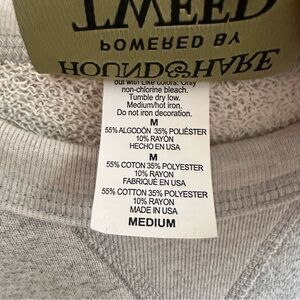 TWEED
POWERED BY
HOUND&HARE
out with Like colors. Only
non-chlorine bleach.
Tumble dry low.
Medium/hot iron.
Do not iron decoration.
M
55% ALGODÓN 35% POLIÉSTER
10% RAYÓN
HECHO EN USA
M
55% COTON 35% POLYESTER
10% RAYON
FABRIQUÉ EN USA
55% COTTON 35% POLYESTER
10% RAYON
MADE IN USA
MEDIUM